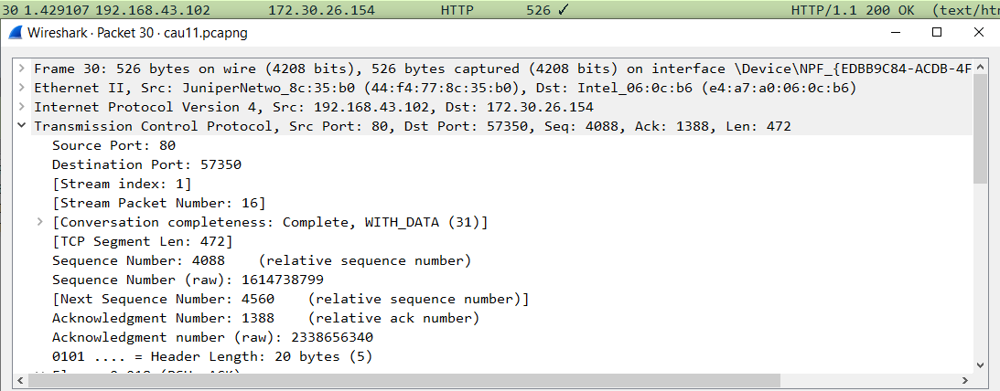 30 1.429107 192.168.43.102 172.30.26.154 HTTP 526 ✓ HTTP/1.1 200 OK (text/htm
Wireshark · Packet 30 · cau11.pcapng
Frame 30: 526 bytes on wire (4208 bits), 526 bytes captured (4208 bits) on interface \Device\NPF_{EDBB9C84-ACDB-4F
Ethernet II, Src: JuniperNetwo_8c:35:b0 (44:f4:77:8c:35:b0), Dst: Intel_06:0c:b6 (e4:a7:a0:06:0c:b6)
Internet Protocol Version 4, Src: 192.168.43.102, Dst: 172.30.26.154
Transmission Control Protocol, Src Port: 80, Dst Port: 57350, Seq: 4088, Ack: 1388, Len: 472
Source Port: 80
Destination Port: 57350
[Stream index: 1]
[Stream Packet Number: 16]
[Conversation completeness: Complete, WITH_DATA (31)]
[TCP Segment Len: 472]
Sequence Number: 4088 (relative sequence number)
Sequence Number (raw): 1614738799
[Next Sequence Number: 4560 (relative sequence number)]
Acknowledgment Number: 1388 (relative ack number)
Acknowledgment number (raw): 2338656340
0101 .... = Header Length: 20 bytes (5)